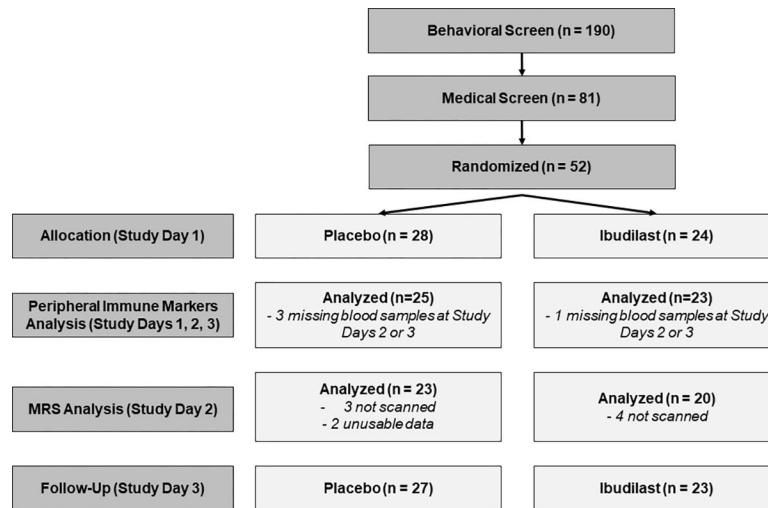 Behavioral Screen (n = 190)
Medical Screen (n = 81)
Randomized (n = 52)
Allocation (Study Day 1)
Placebo (n = 28)
Ibudilast (n = 24)
Peripheral Immune Markers
Analysis (Study Days 1, 2, 3)
Analyzed (n=25)
- 3 missing blood samples at Study
Days 2 or 3
Analyzed (n=23)
- 1 missing blood samples at Study
Days 2 or 3
MRS Analysis (Study Day 2)
Analyzed (n = 23)
- 3 not scanned
- 2 unusable data
Analyzed (n = 20)
- 4 not scanned
Follow-Up (Study Day 3)
Placebo (n = 27)
Ibudilast (n = 23)